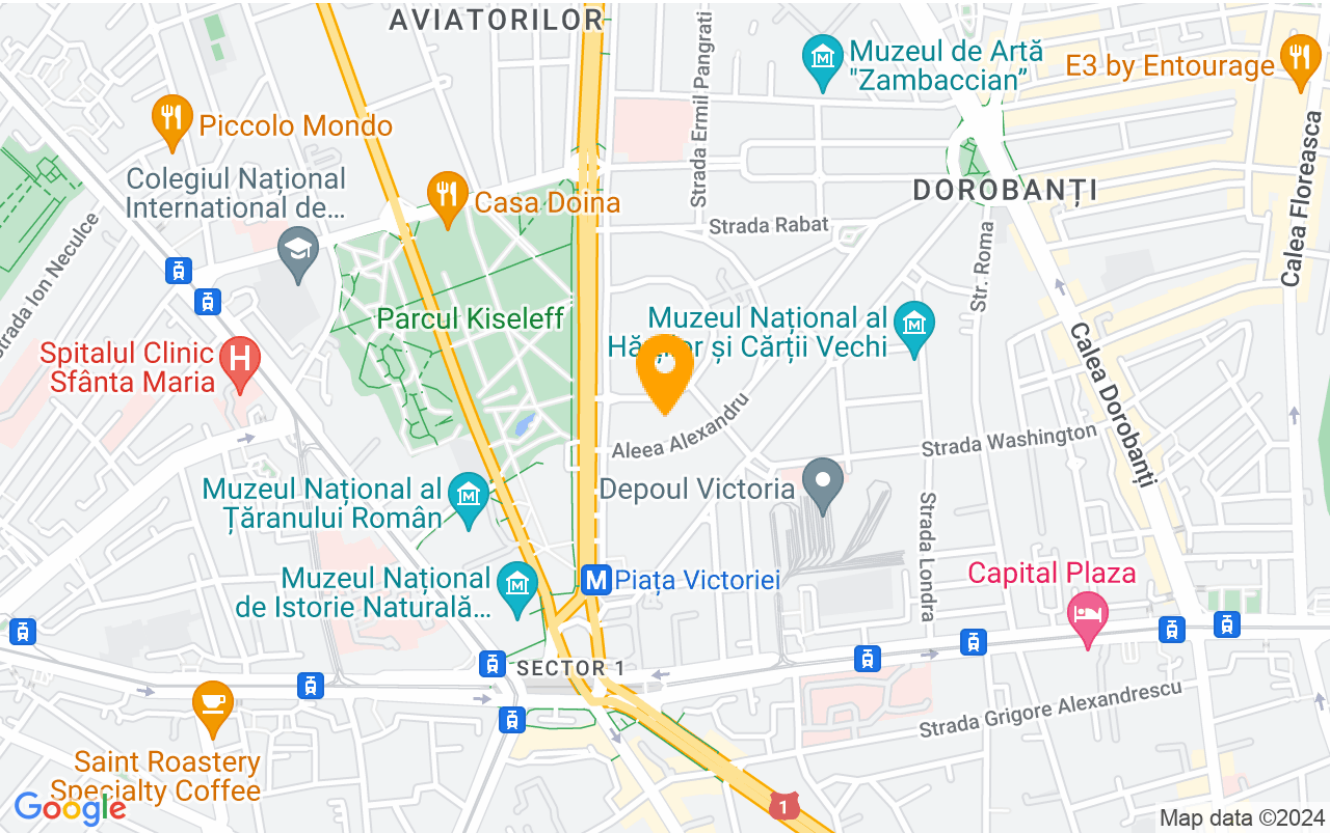 AVIATORILOR
Muzeul de Artă
"Zambaccian"
E3 by Entourage
Strada Ermil Pangrati
Piccolo Mondo
Calea Floreasca
Colegiul Național
International de...
Casa Doina
DOROBANȚI
Strada Rabat
Strada Ion Neculce
Str. Roma
Parcul Kiseleff
Muzeul Național al
Hărților și Cărții Vechi
Spitalul Clinic
Sfânta Maria
H
Calea Dorobanți
Aleea Alexandru
Strada Washington
Muzeul Național al
Țăranului Român
Depoul Victoria
Strada Londra
Muzeul Național
de Istorie Naturală...
M Piața Victoriei
Capital Plaza
SECTOR 1
Strada Grigore Alexandrescu
Saint Roastery
Specialty Coffee
1
Google
Map data ©2024